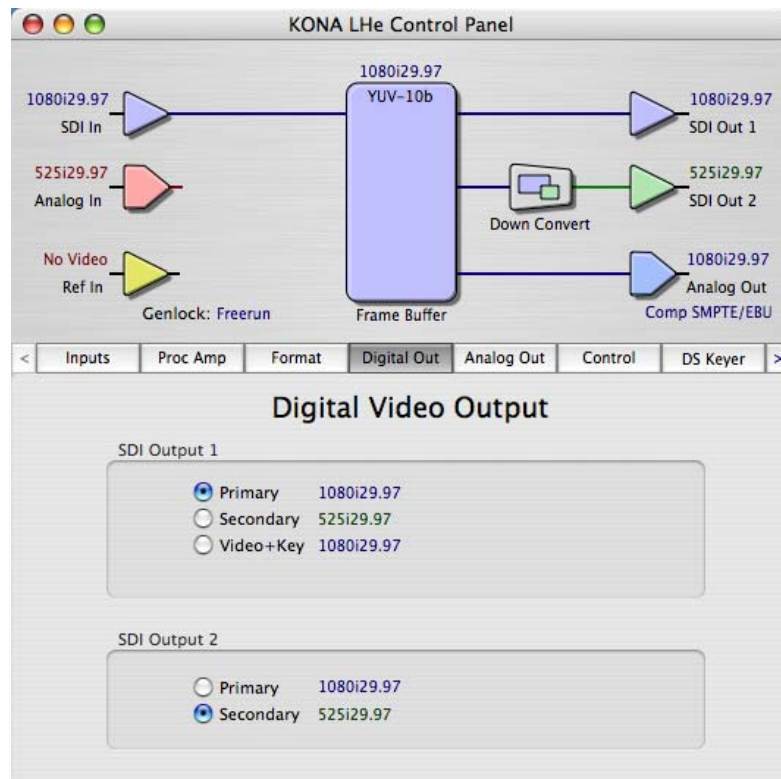 KONA LHe Control Panel
1080i29.97
YUV-10b
1080i29.97
SDI In
1080i29.97
SDI Out 1
525i29.97
Analog In
Down Convert
525i29.97
SDI Out 2
No Video
Ref In
Genlock: Freerun
Frame Buffer
1080i29.97
Analog Out
Comp SMPTE/EBU
< Inputs Proc Amp Format Digital Out Analog Out Control DS Keyer >
Digital Video Output
SDI Output 1
Primary 1080i29.97
Secondary 525i29.97
Video+Key 1080i29.97
SDI Output 2
Primary 1080i29.97
Secondary 525i29.97